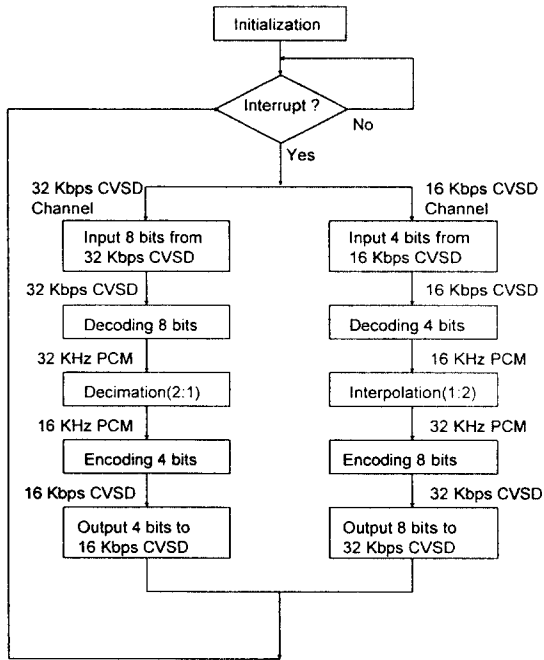 Initialization
Interrupt ?
No
Yes
32 Kbps CVSD
Channel
Input 8 bits from
32 Kbps CVSD
32 Kbps CVSD
Decoding 8 bits
32 KHz PCM
Decimation(2:1)
16 KHz PCM
Encoding 4 bits
16 Kbps CVSD
Output 4 bits to
16 Kbps CVSD
16 Kbps CVSD
Channel
Input 4 bits from
16 Kbps CVSD
16 Kbps CVSD
Decoding 4 bits
16 KHz PCM
Interpolation(1:2)
32 KHz PCM
Encoding 8 bits
32 Kbps CVSD
Output 8 bits to
32 Kbps CVSD